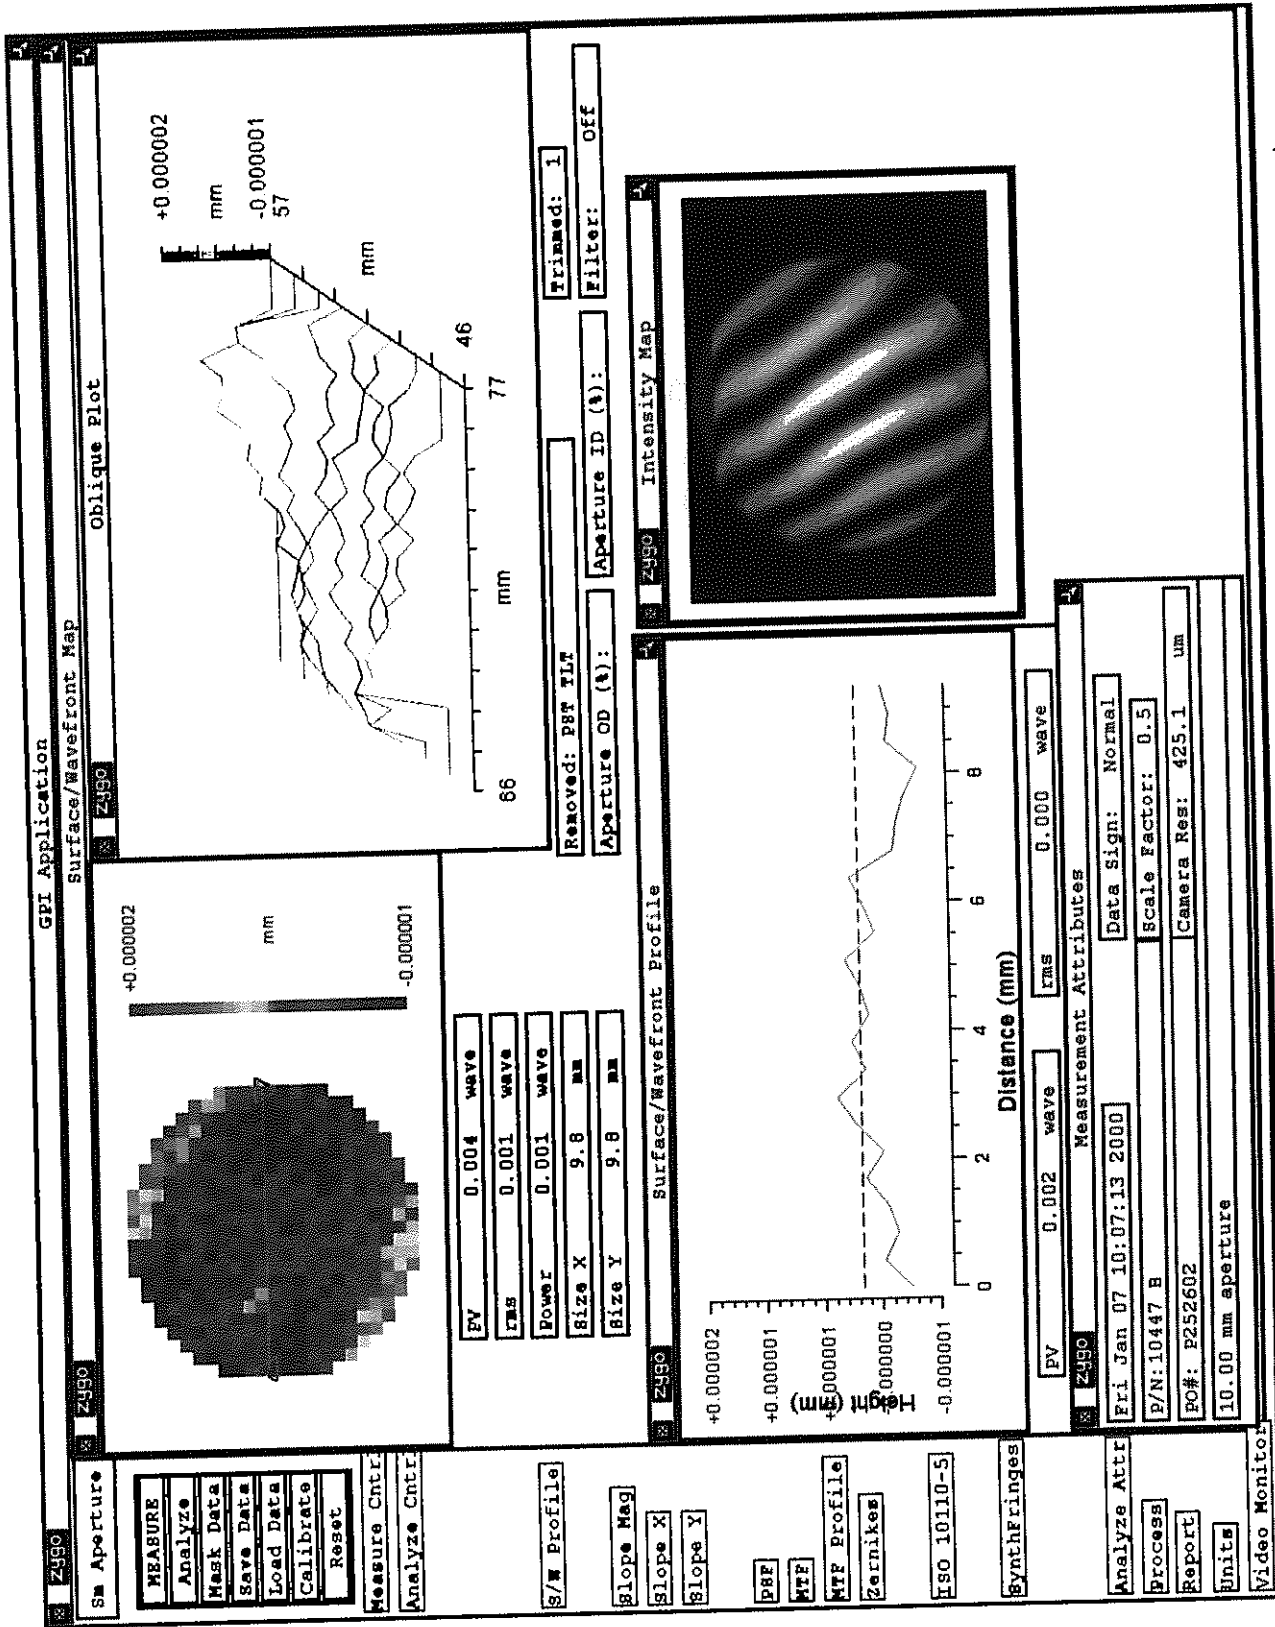 zygo GPI Application
zygo Surface/Wavefront Map
Sm Aperture
MEASURE
Analyze
Mask Data
Save Data
Load Data
Calibrate
Reset
Measure Cntrl
Analyze Cntrl
S/W Profile
Slope Mag
Slope X
Slope Y
PSF
MTF
MTF Profile
Zernikes
ISO 10110-5
SynthFringes
Analyze Attr
Process
Report
Units
Video Monitor
zygo
+0.000002
mm
-0.000001
PV 0.004 wave
rms 0.001 wave
Power 0.001 wave
Size X 9.8 mm
Size Y 9.8 mm
zygo Oblique Plot
+0.000002
mm
-0.000001
57
mm
46
77
mm
66
Removed: PST TLT
Trimmed: 1
Aperture OD (%):
Aperture ID (%):
Filter: Off
zygo Surface/Wavefront Profile
+0.000002
+0.000001
+0.000001
-0.000000
-0.000001
Height (mm)
0 2 4 6 8
Distance (mm)
PV 0.002 wave
rms 0.000 wave
zygo Intensity Map
zygo Measurement Attributes
Fri Jan 07 10:07:13 2000
Data Sign: Normal
P/N:10447 B
Scale Factor: 0.5
PO#: P252602
Camera Res: 425.1 um
10.00 mm aperture